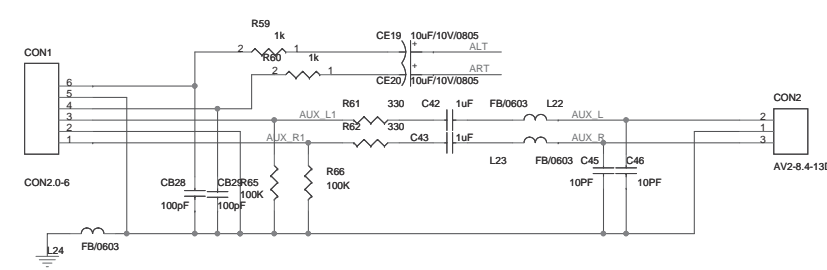 R59
1k
2
1
CE19
10uF/10V/0805
ALT
R60
1k
2
1
CE20
10uF/10V/0805
ART
CON1
6
5
4
3
2
1
CON2.0-6
AUX_L1
R61
330
C42
1uF
FB/0603
L22
AUX_L
AUX_R1
R62
330
C43
1uF
L23
FB/0603
AUX_R
CON2
2
1
3
AV2-8.4-13D
CB28
100pF
CB29
100pF
R65
100K
R66
100K
C45
10PF
C46
10PF
L24
FB/0603